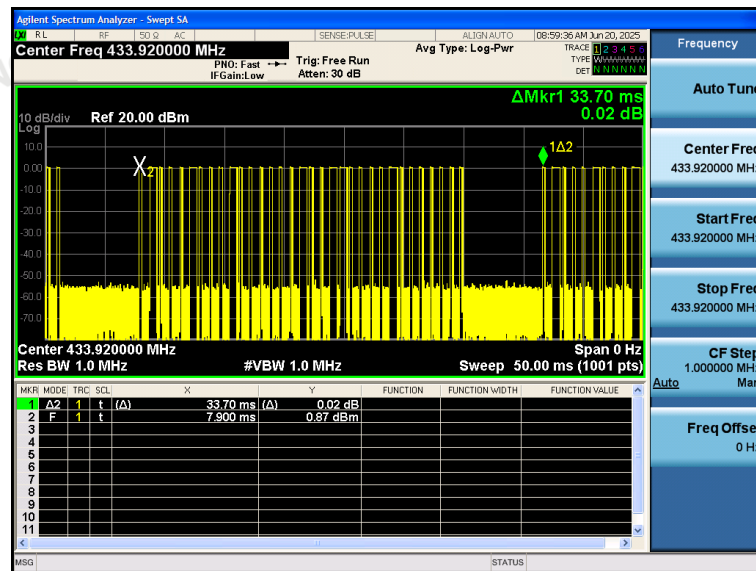 Agilent Spectrum Analyzer - Swept SA
RL RF 50 Ω AC SENSE:PULSE ALIGN AUTO 08:59:36 AM Jun 20, 2025
Center Freq 433.920000 MHz Avg Type: Log-Pwr TRACE 1 2 3 4 5 6
PNO: Fast Trig: Free Run TYPE
IFGain:Low Atten: 30 dB DET N N N N N N
ΔMkr1 33.70 ms
10 dB/div Ref 20.00 dBm 0.02 dB
Log
10.0
0.00
-10.0
-20.0
-30.0
-40.0
-50.0
-60.0
-70.0
X2
1Δ2
Center 433.920000 MHz Span 0 Hz
Res BW 1.0 MHz #VBW 1.0 MHz Sweep 50.00 ms (1001 pts)
MKR MODE TRC SCL X Y FUNCTION FUNCTION WIDTH FUNCTION VALUE
1 Δ2 1 t (Δ) 33.70 ms (Δ) 0.02 dB
2 F 1 t 7.900 ms 0.87 dBm
3
4
5
6
7
8
9
10
11
MSG STATUS
Frequency
Auto Tune
Center Freq
433.920000 MHz
Start Freq
433.920000 MHz
Stop Freq
433.920000 MHz
CF Step
1.000000 MHz
Auto Man
Freq Offset
0 Hz